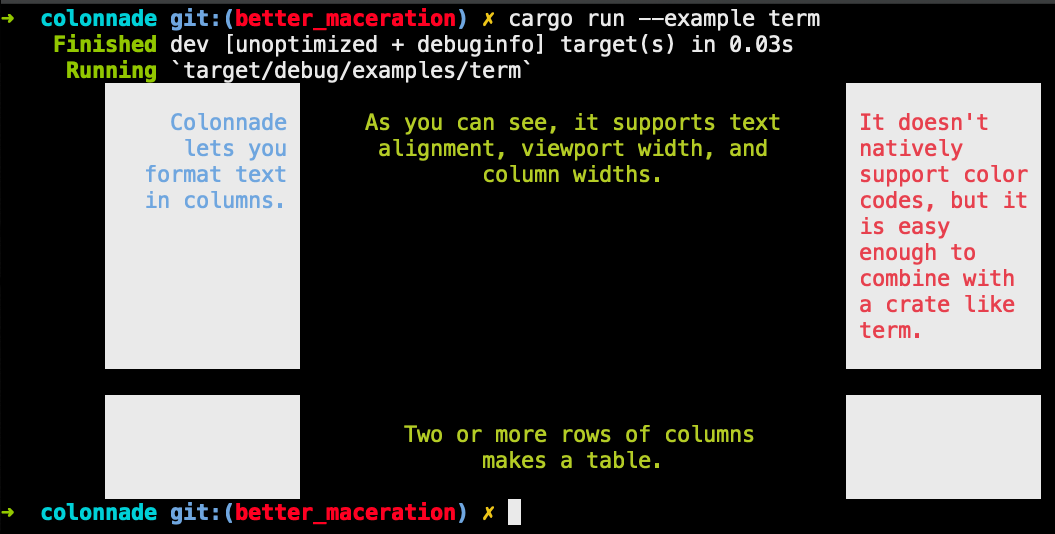 ➜  colonnade git:(better_maceration) ✗ cargo run --example term
Finished dev [unoptimized + debuginfo] target(s) in 0.03s
Running `target/debug/examples/term`
Colonnade
lets you
format text
in columns.
As you can see, it supports text
alignment, viewport width, and
column widths.
It doesn't
natively
support color
codes, but it
is easy
enough to
combine with
a crate like
term.
Two or more rows of columns
makes a table.
➜  colonnade git:(better_maceration) ✗